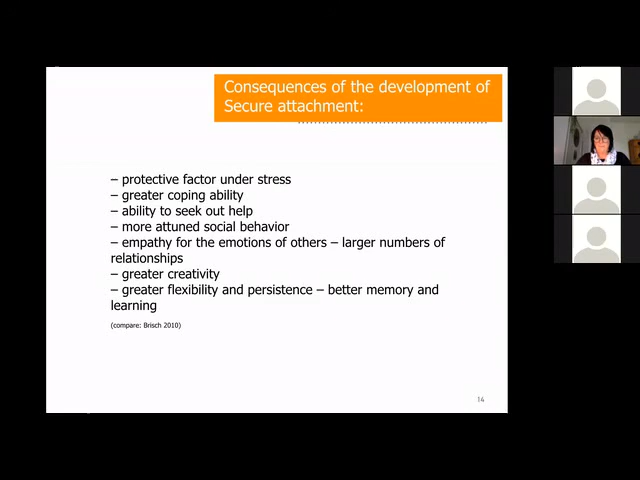 Consequences of the development of
Secure attachment:
– protective factor under stress
– greater coping ability
– ability to seek out help
– more attuned social behavior
– empathy for the emotions of others – larger numbers of
relationships
– greater creativity
– greater flexibility and persistence – better memory and
learning
(compare: Brisch 2010)
14